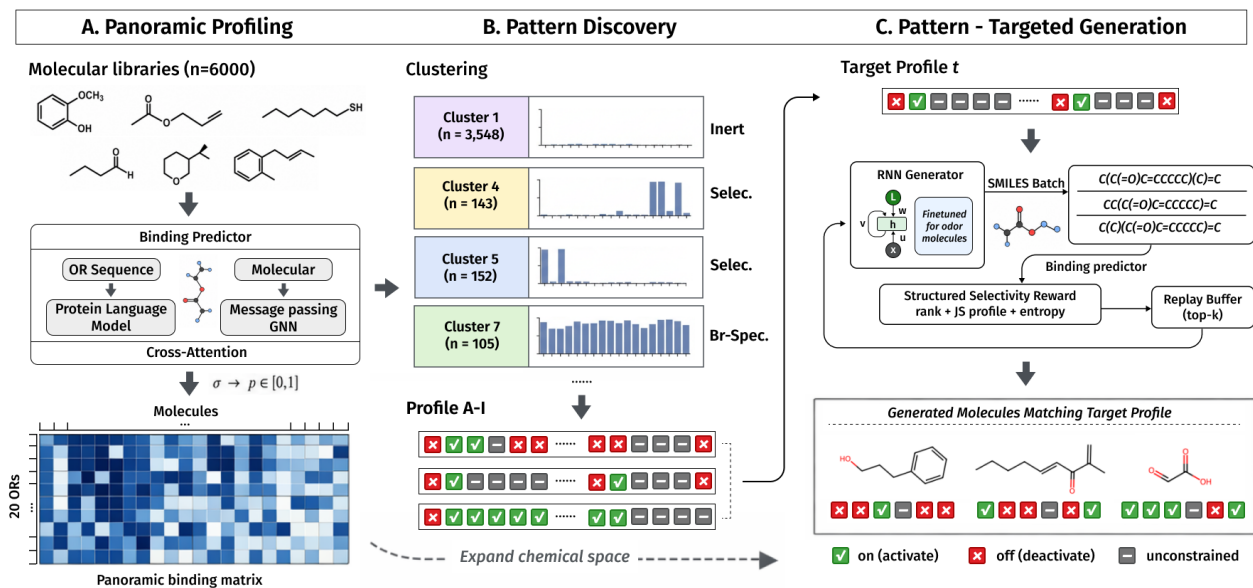 A. Panoramic Profiling
B. Pattern Discovery
C. Pattern - Targeted Generation
Molecular libraries (n=6000)
OCH₃
OH
O
O
SH
O
H
O
Binding Predictor
OR Sequence
Molecular
Protein Language
Model
Message passing
GNN
Cross-Attention
σ → p ∈ [0,1]
Molecules
...
20 ORs
...
Panoramic binding matrix
Clustering
Cluster 1
(n = 3,548)
Inert
Cluster 4
(n = 143)
Selec.
Cluster 5
(n = 152)
Selec.
Cluster 7
(n = 105)
Br-Spec.
......
Profile A-I
......
......
......
Expand chemical space
Target Profile t
......
RNN Generator
L
w
v
h
u
x
Finetuned
for odor
molecules
SMILES Batch
C(C(=O)C=CCCCC)(C)=C
CC(C(=O)C=CCCCC)=C
C(C)(C(=O)C=CCCCC)=C
Binding predictor
Structured Selectivity Reward
rank + JS profile + entropy
Replay Buffer
(top-k)
Generated Molecules Matching Target Profile
HO
O
O
O
OH
on (activate)
off (deactivate)
unconstrained